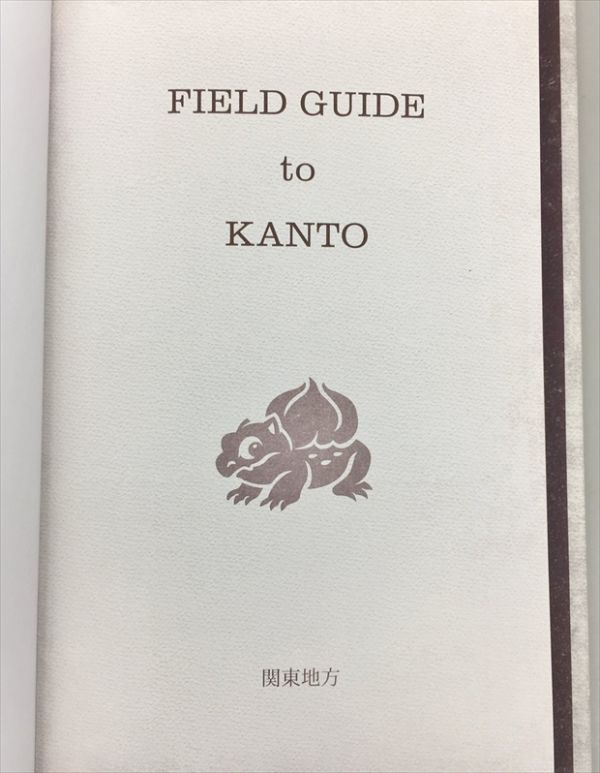 FIELD GUIDE
to
KANTO
関東地方